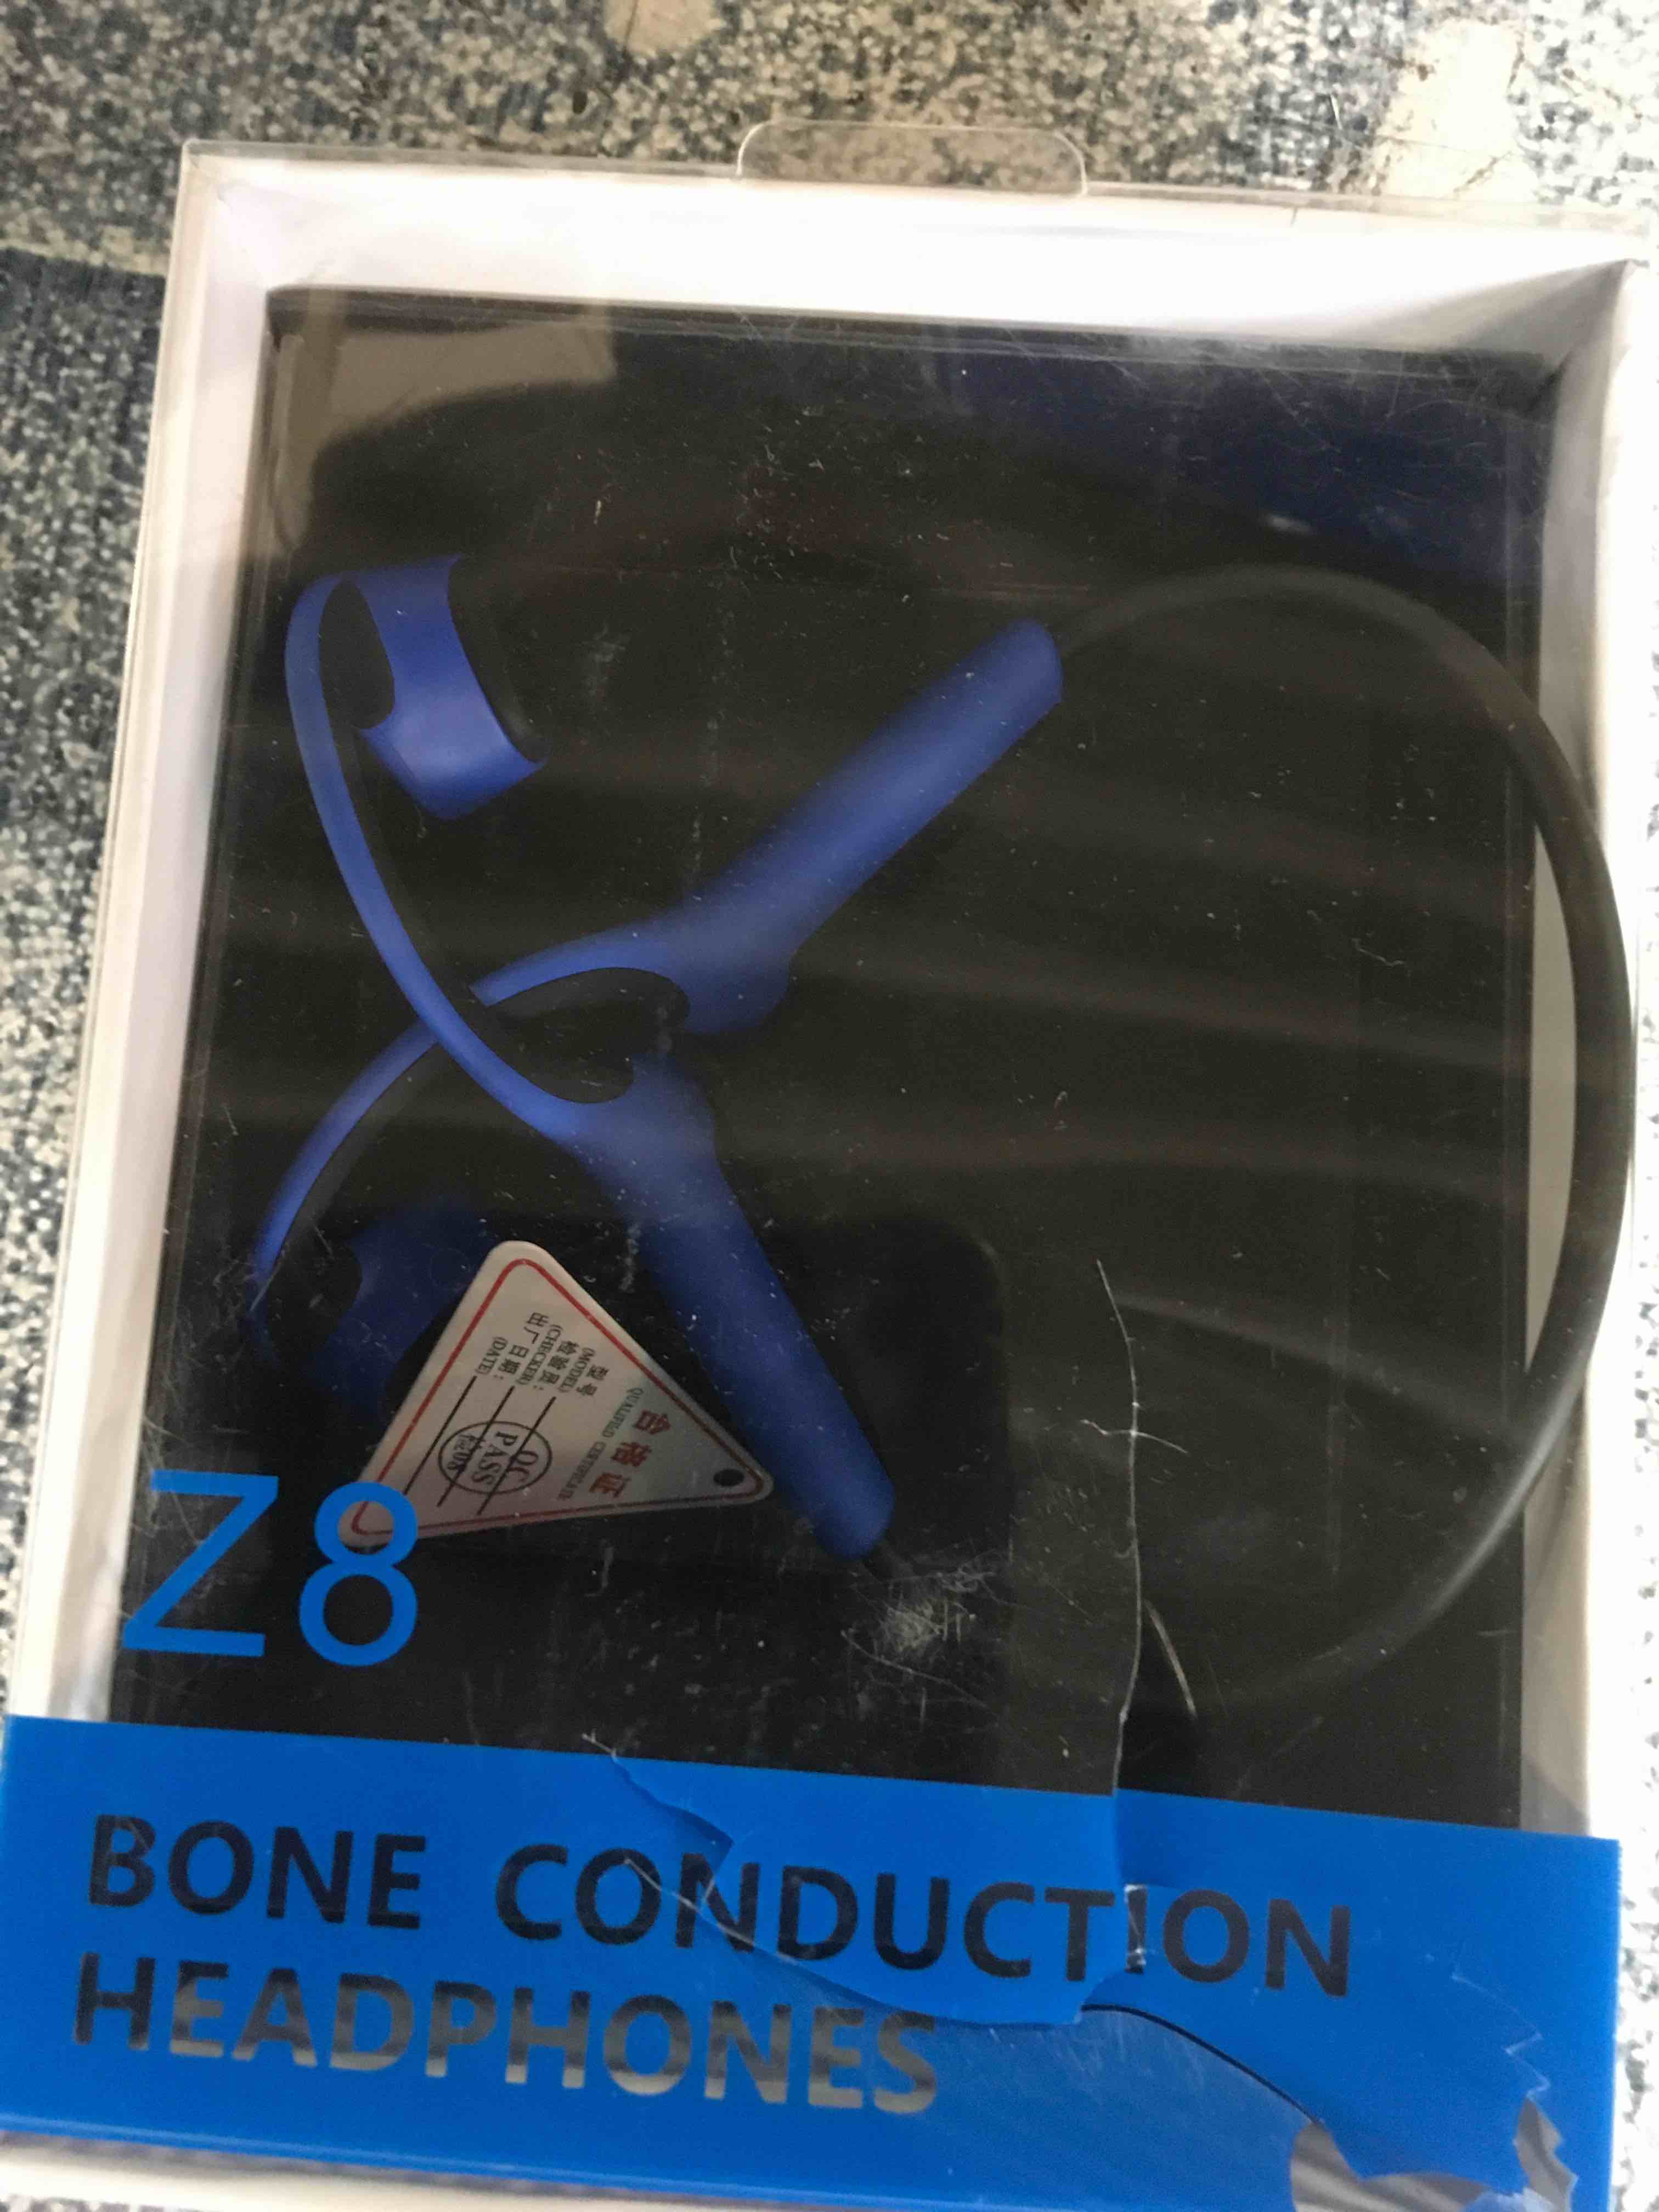 合格证
QUALIFIED CERTIFICATE
型号
(MODEL)
检验员:
(CHECKER)
出厂日期:
(DATE)
QC
PASS
Z8
BONE CONDUCTION
HEADPHONES